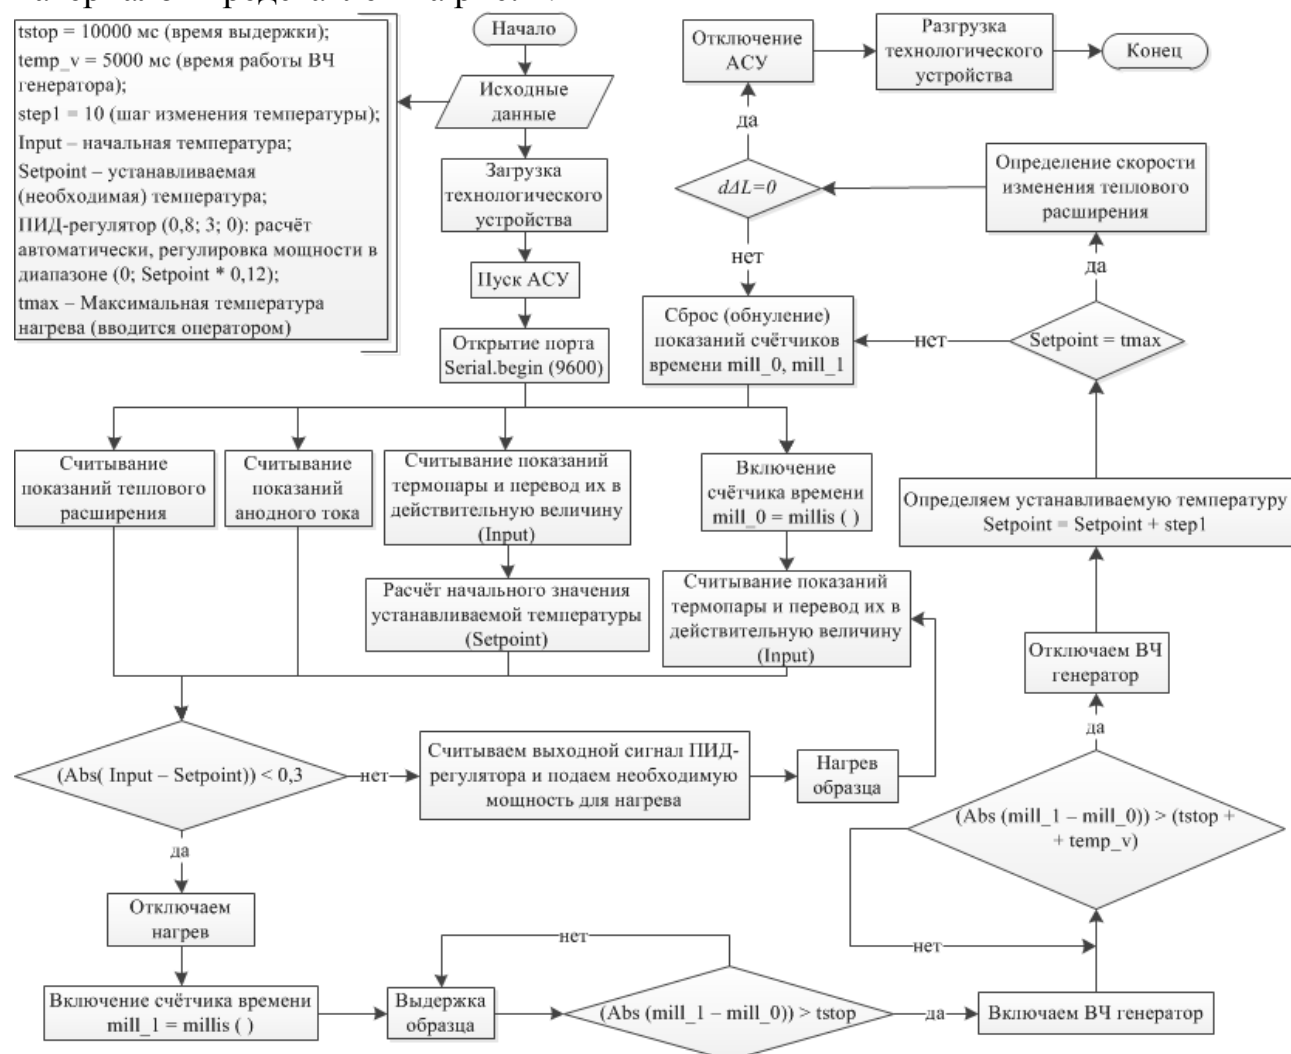 tstop = 10000 мс (время выдержки);
temp_v = 5000 мс (время работы ВЧ
генератора);
step1 = 10 (шаг изменения температуры);
Input – начальная температура;
Setpoint – устанавливаемая
(необходимая) температура;
ПИД-регулятор (0,8; 3; 0): расчёт
автоматически, регулировка мощности в
диапазоне (0; Setpoint * 0,12);
tmax – Максимальная температура
нагрева (вводится оператором)
Начало
Исходные
данные
Загрузка
технологического
устройства
Пуск АСУ
Открытие порта
Serial.begin (9600)
Отключение
АСУ
Разгрузка
технологического
устройства
Конец
да
dΔL=0
нет
Определение скорости
изменения теплового
расширения
да
Сброс (обнуление)
показаний счётчиков
времени mill_0, mill_1
нет
Setpoint = tmax
Считывание
показаний теплового
расширения
Считывание
показаний
анодного тока
Считывание показаний
термопары и перевод их в
действительную величину
(Input)
Расчёт начального значения
устанавливаемой температуры
(Setpoint)
Включение
счётчика времени
mill_0 = millis ( )
Считывание показаний
термопары и перевод их в
действительную величину
(Input)
Определяем устанавливаемую температуру
Setpoint = Setpoint + step1
Отключаем ВЧ
генератор
да
(Abs( Input – Setpoint)) < 0,3
нет
Считываем выходной сигнал ПИД-
регулятора и подаем необходимую
мощность для нагрева
Нагрев
образца
(Abs (mill_1 – mill_0)) > (tstop +
+ temp_v)
нет
да
Отключаем
нагрев
Включение счётчика времени
mill_1 = millis ( )
Выдержка
образца
нет
(Abs (mill_1 – mill_0)) > tstop
да
Включаем ВЧ генератор